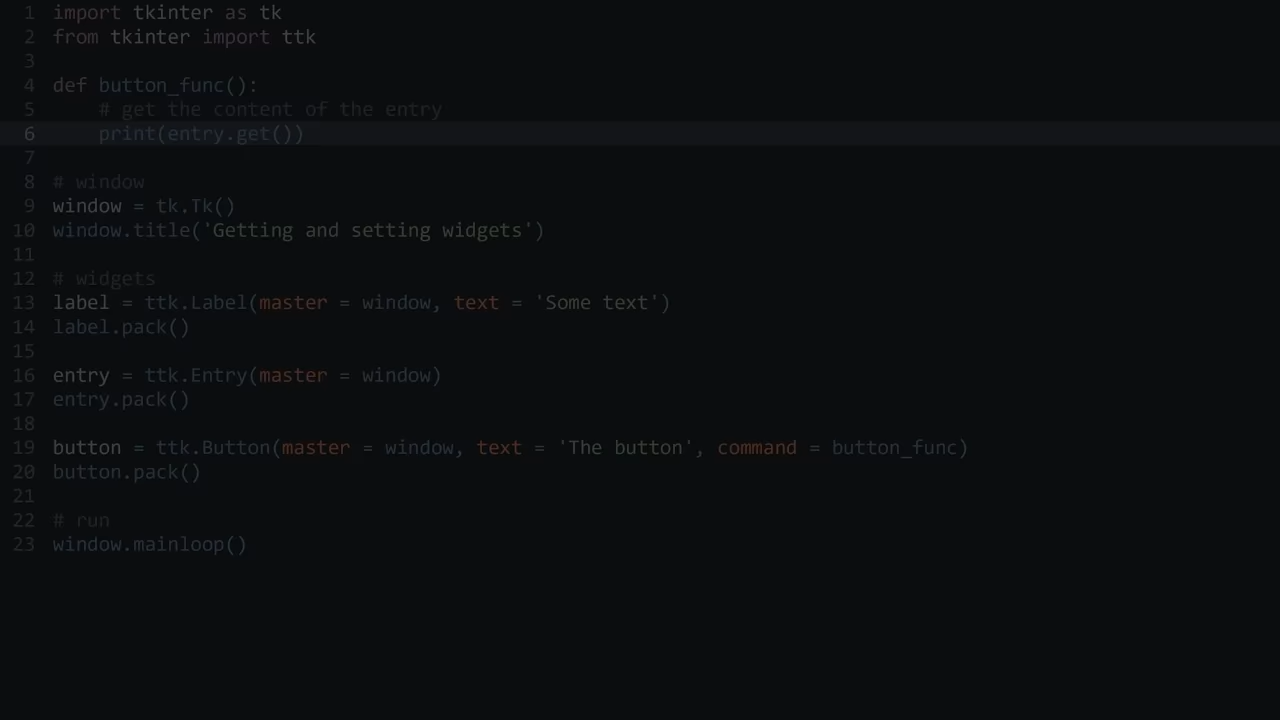 1 import tkinter as tk
2 from tkinter import ttk
3
4 def button_func():
5     # get the content of the entry
6     print(entry.get())
7
8 # window
9 window = tk.Tk()
10 window.title('Getting and setting widgets')
11
12 # widgets
13 label = ttk.Label(master = window, text = 'Some text')
14 label.pack()
15
16 entry = ttk.Entry(master = window)
17 entry.pack()
18
19 button = ttk.Button(master = window, text = 'The button', command = button_func)
20 button.pack()
21
22 # run
23 window.mainloop()